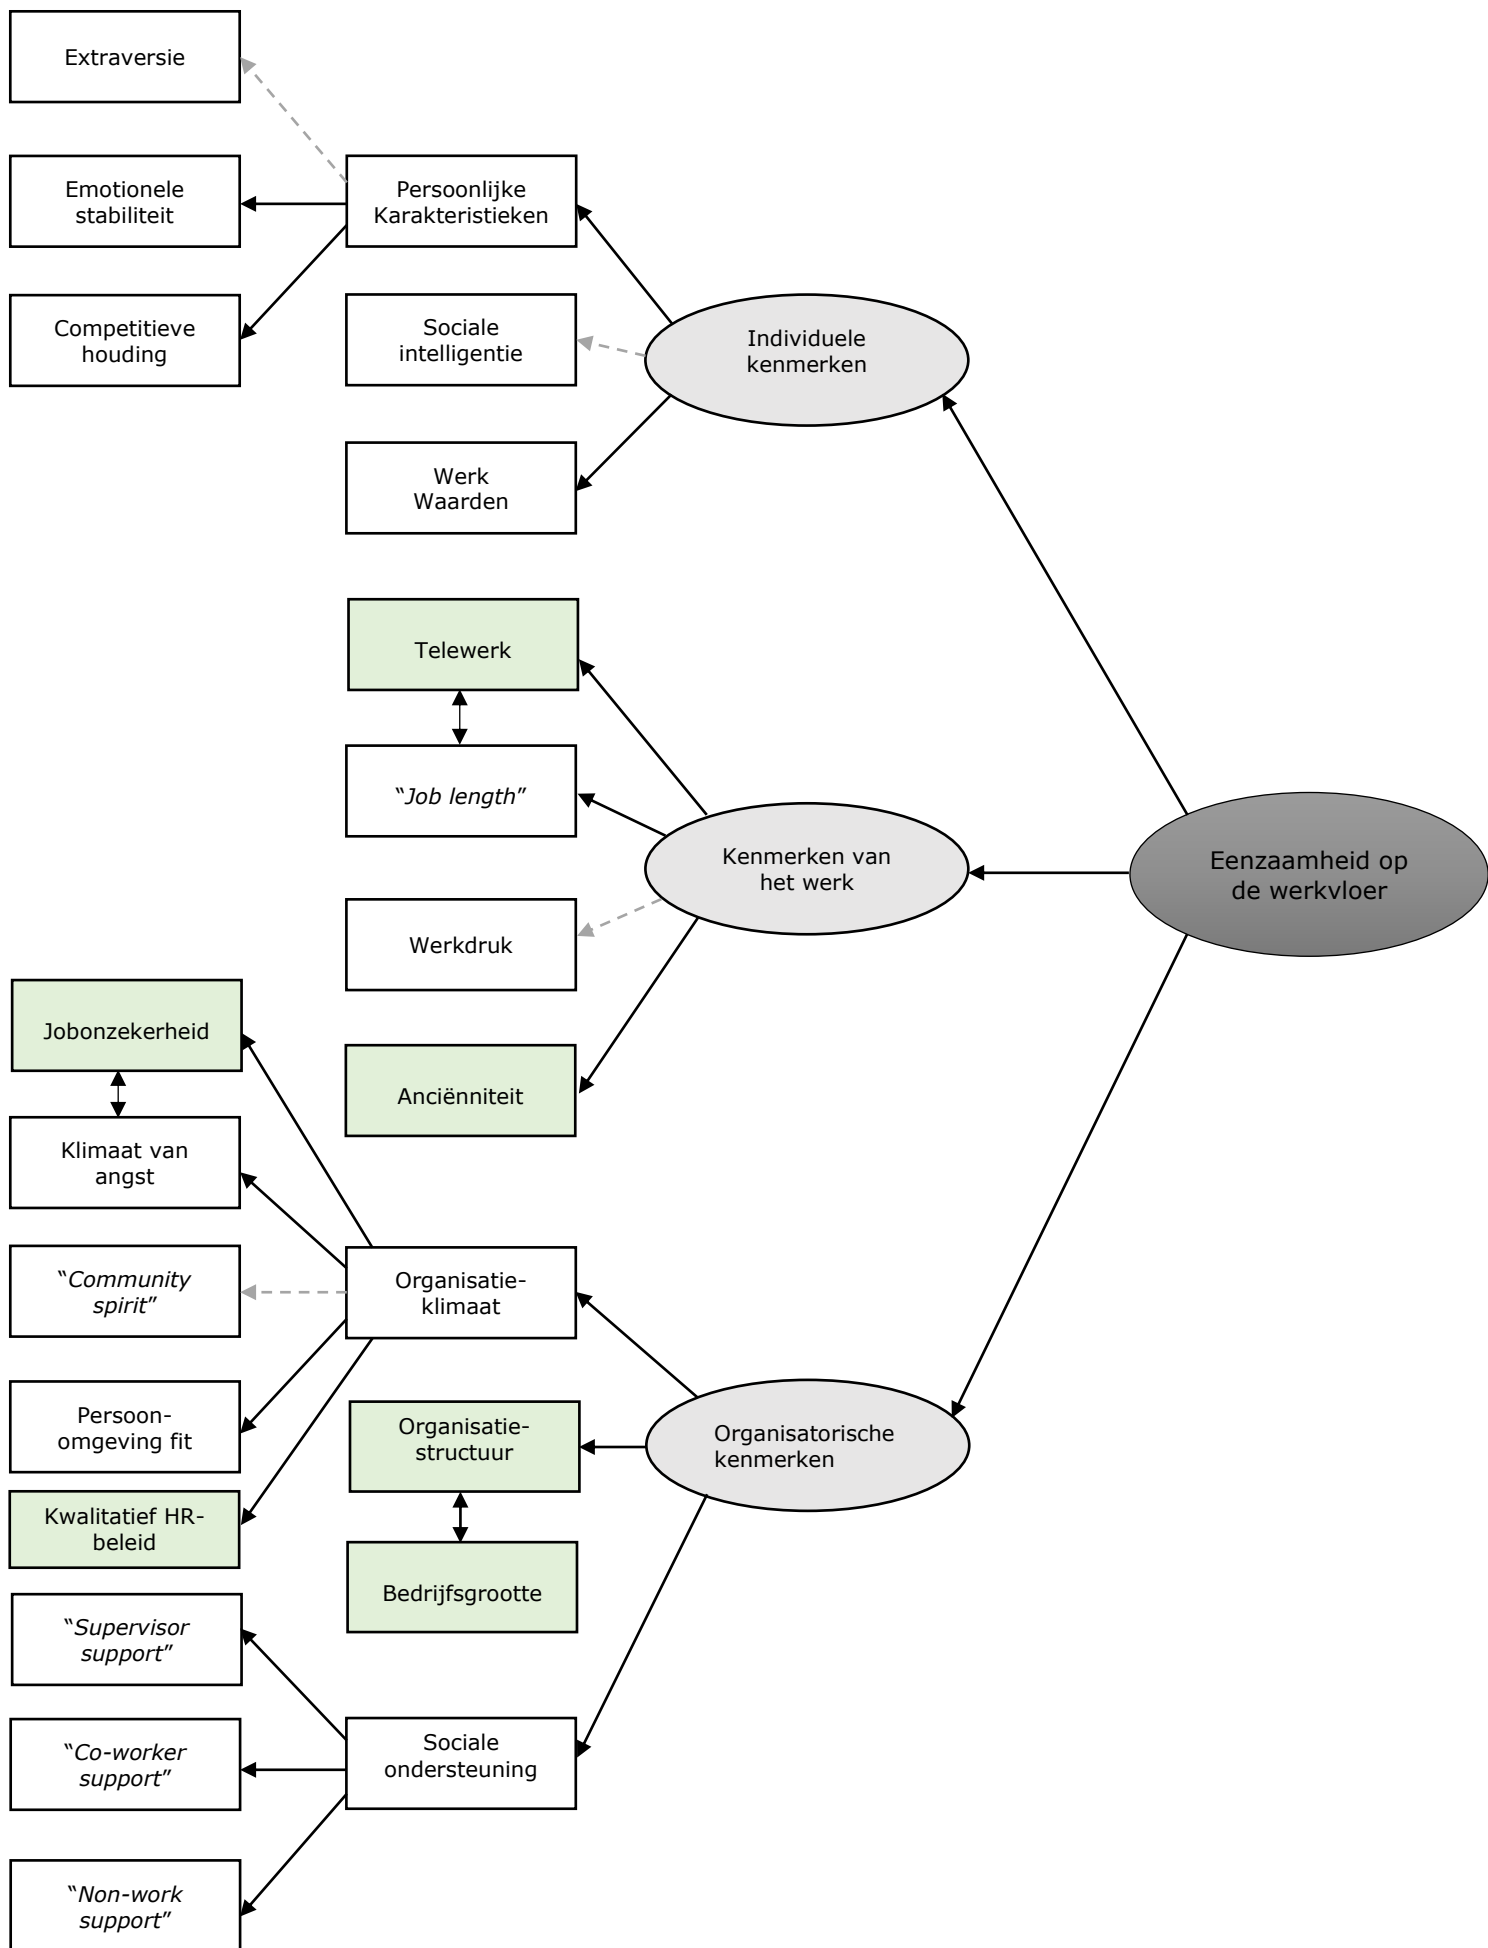 Extraversie
Emotionele
stabiliteit
Persoonlijke
Karakteristieken
Competitieve
houding
Sociale
intelligentie
Individuele
kenmerken
Werk
Waarden
Telewerk
“Job length”
Kenmerken van
het werk
Eenzaamheid op
de werkvloer
Werkdruk
Jobonzekerheid
Anciënniteit
Klimaat van
angst
“Community
spirit”
Organisatie-
klimaat
Persoon-
omgeving fit
Organisatie-
structuur
Organisatorische
kenmerken
Kwalitatief HR-
beleid
Bedrijfsgrootte
“Supervisor
support”
“Co-worker
support”
Sociale
ondersteuning
“Non-work
support”